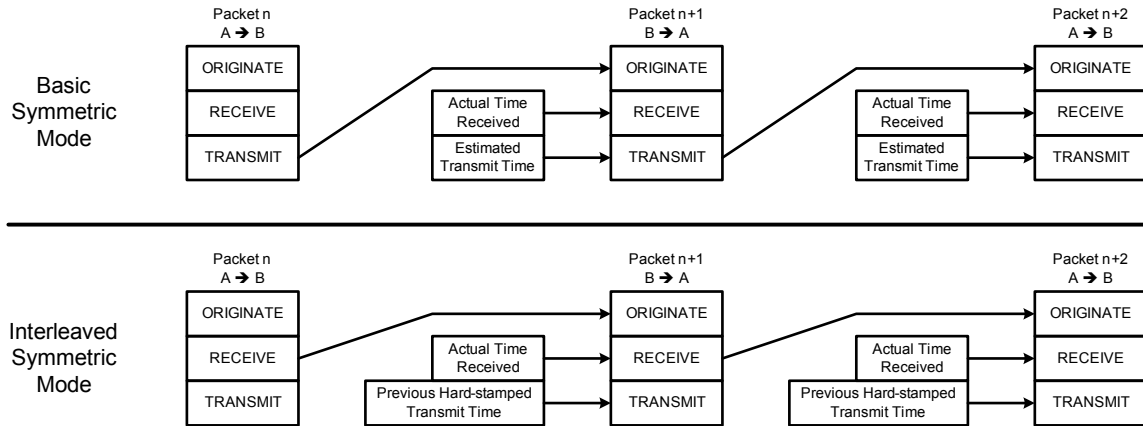 Packet n
A ➔ B
Packet n+1
B ➔ A
Packet n+2
A ➔ B
Basic
Symmetric
Mode
ORIGINATE
RECEIVE
TRANSMIT
Actual Time
Received
Estimated
Transmit Time
ORIGINATE
RECEIVE
TRANSMIT
Actual Time
Received
Estimated
Transmit Time
ORIGINATE
RECEIVE
TRANSMIT
Packet n
A ➔ B
Packet n+1
B ➔ A
Packet n+2
A ➔ B
Interleaved
Symmetric
Mode
ORIGINATE
RECEIVE
TRANSMIT
Actual Time
Received
Previous Hard-stamped
Transmit Time
ORIGINATE
RECEIVE
TRANSMIT
Actual Time
Received
Previous Hard-stamped
Transmit Time
ORIGINATE
RECEIVE
TRANSMIT